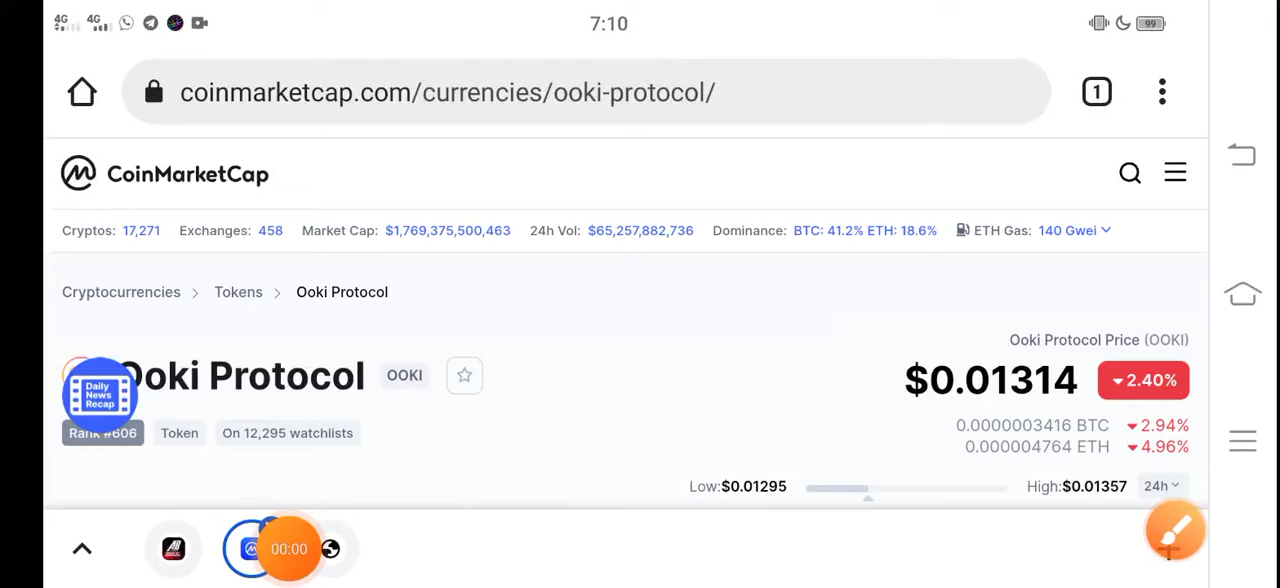 4G 4G 7:10 99
coinmarketcap.com/currencies/ooki-protocol/ 1
CoinMarketCap
Cryptos: 17,271 Exchanges: 458 Market Cap: $1,769,375,500,463 24h Vol: $65,257,882,736 Dominance: BTC: 41.2% ETH: 18.6% ETH Gas: 140 Gwei
Cryptocurrencies > Tokens > Ooki Protocol
Ooki Protocol Price (OOKI)
Ooki Protocol OOKI $0.01314 2.40%
Daily
News
Recap
0.0000003416 BTC 2.94%
Rank #606 Token On 12,295 watchlists
0.000004764 ETH 4.96%
Low:$0.01295 High:$0.01357 24h
00:00